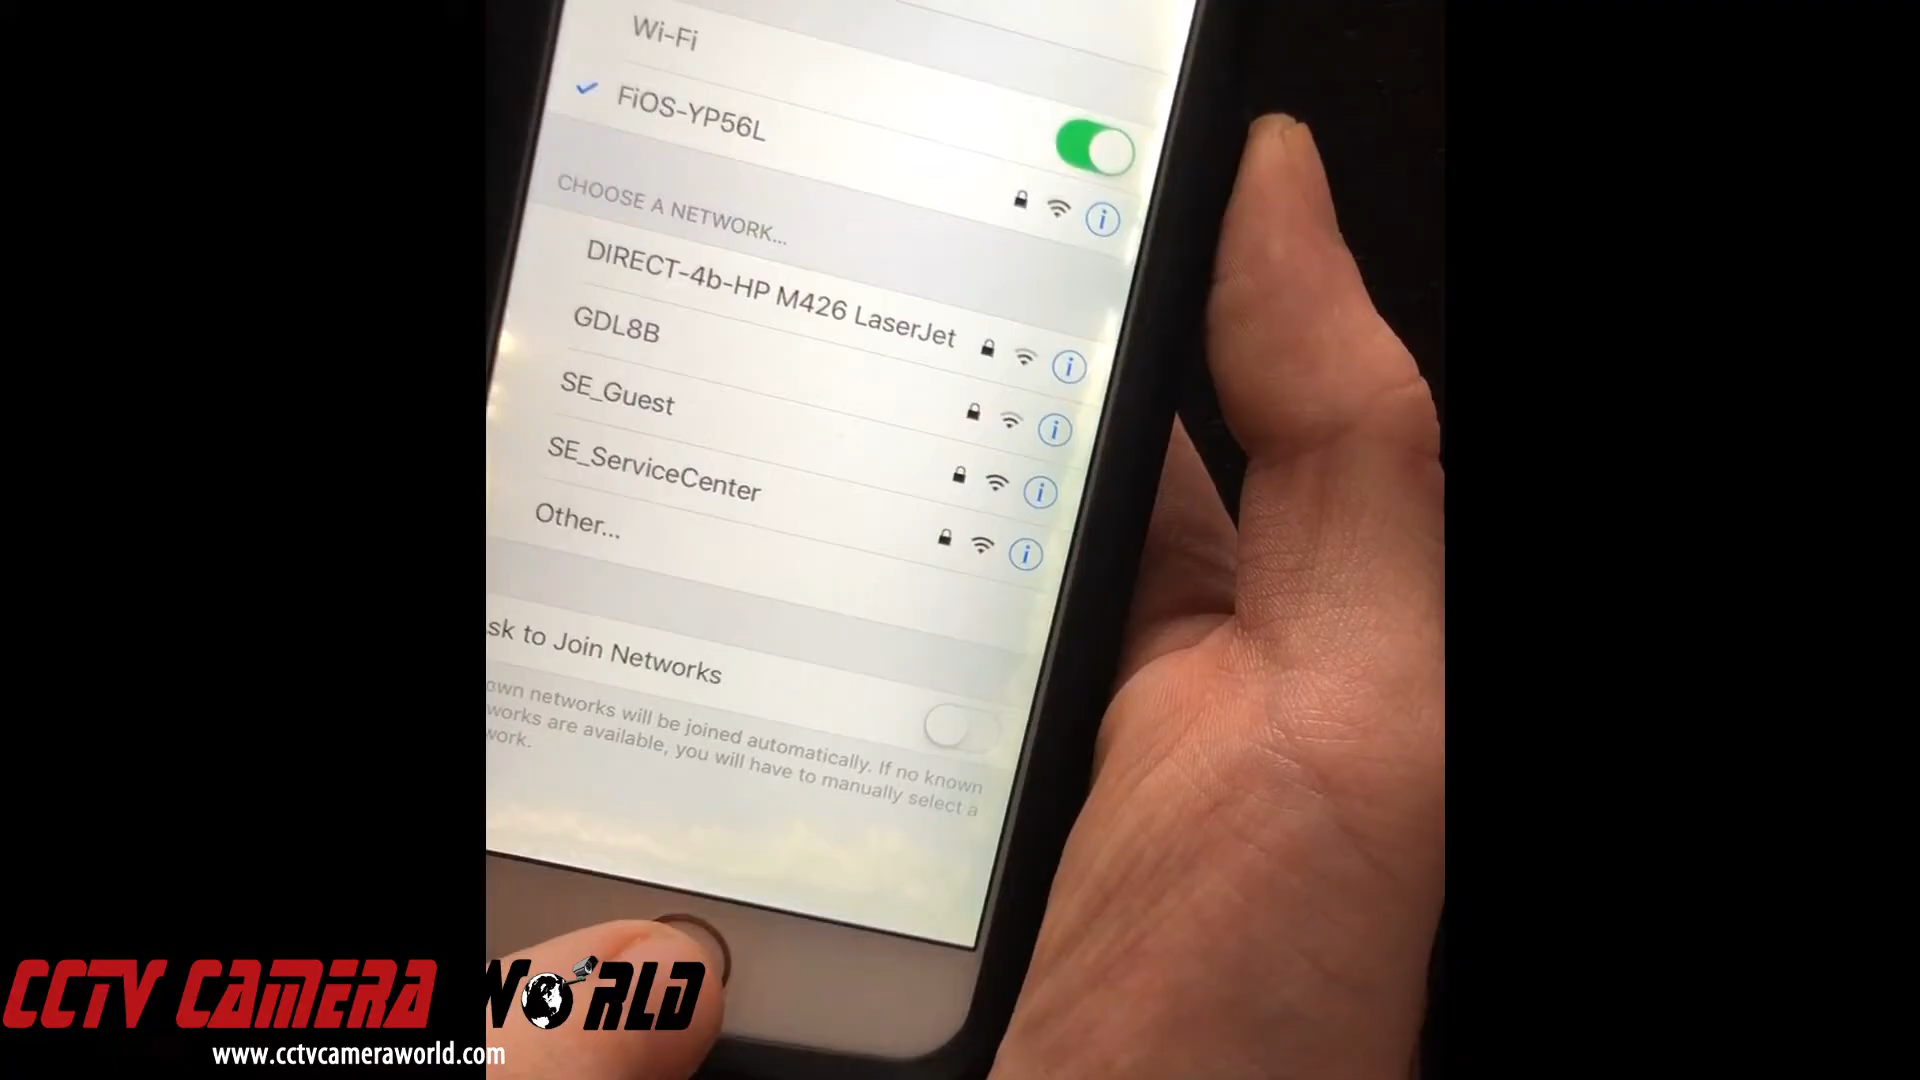 Wi-Fi
FiOS-YP56L
CHOOSE A NETWORK...
DIRECT-4b-HP M426 LaserJet
GDL8B
SE_Guest
SE_ServiceCenter
Other...
sk to Join Networks
own networks will be joined automatically. If no known
works are available, you will have to manually select a
work.
CCTV CAMERA WORLD
www.cctvcameraworld.com